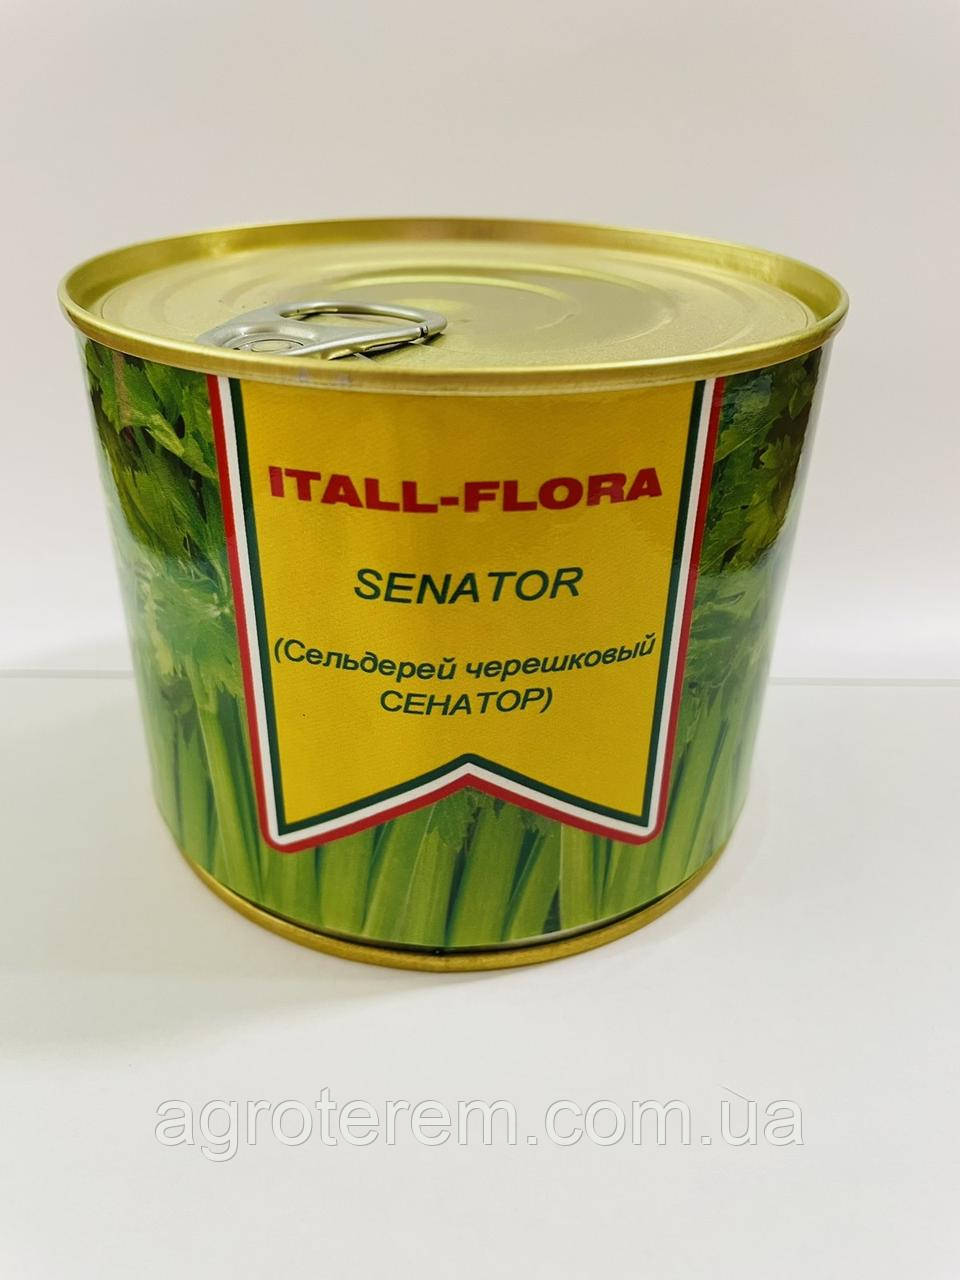 ITALL-FLORA
SENATOR
(Сельдерей черешковый
СЕНАТОР)
agroterem.com.ua